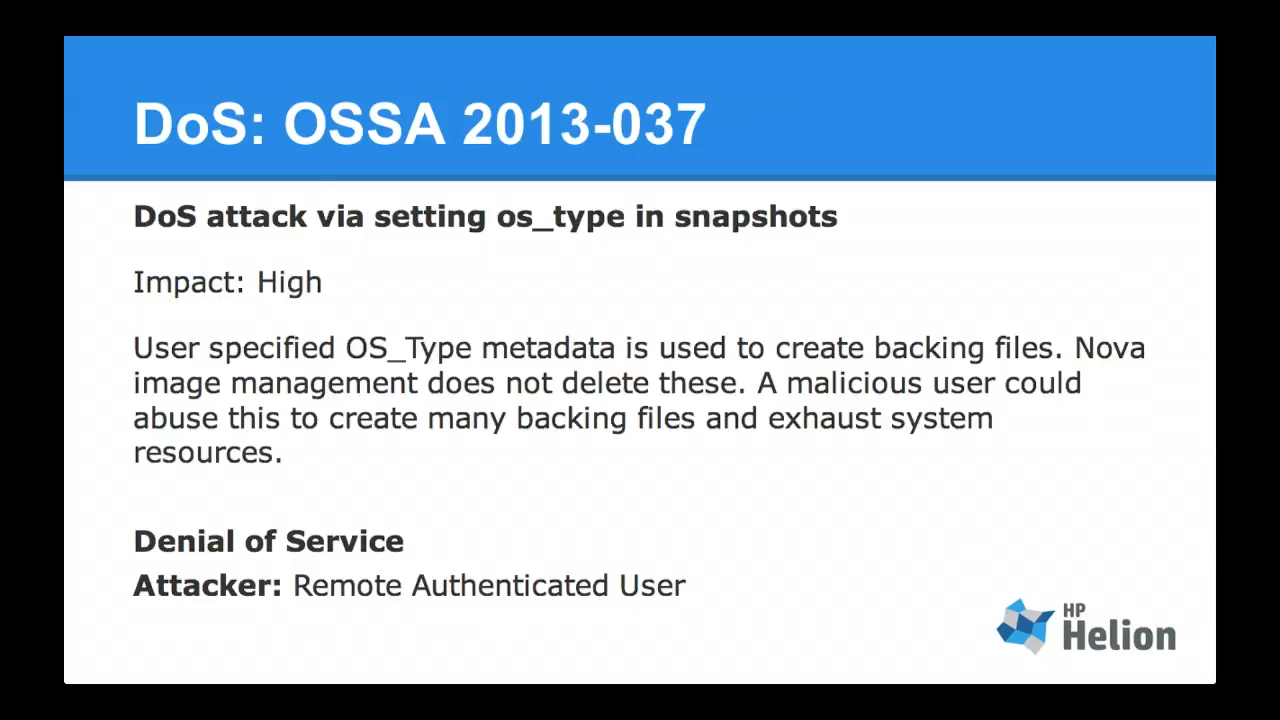 DoS: OSSA 2013-037
DoS attack via setting os_type in snapshots
Impact: High
User specified OS_Type metadata is used to create backing files. Nova
image management does not delete these. A malicious user could
abuse this to create many backing files and exhaust system
resources.
Denial of Service
Attacker: Remote Authenticated User
HP
Helion